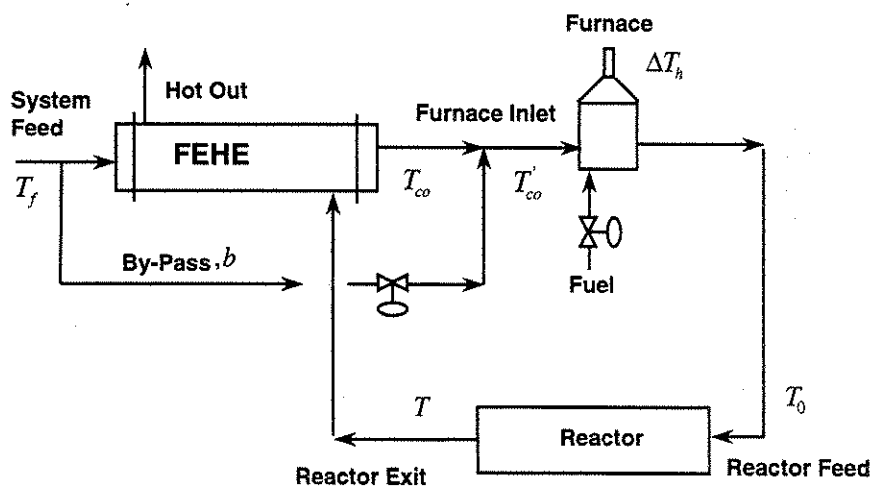 Furnace
ΔT_h
System
Feed
Hot Out
Furnace Inlet
FEHE
T_f
T_co
T'_co
By-Pass, b
Fuel
T
T_0
Reactor
Reactor Exit
Reactor Feed